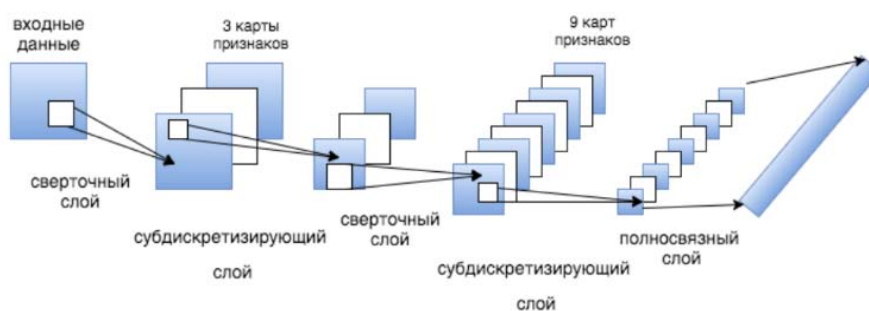 входные
данные
3 карты
признаков
9 карт
признаков
сверточный
слой
субдискретизирующий
слой
сверточный
слой
субдискретизирующий
слой
полносвязный
слой